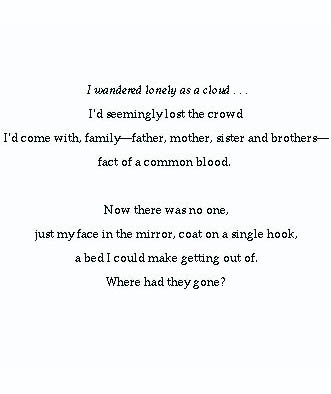 I wandered lonely as a cloud . . .
I'd seemingly lost the crowd
I'd come with, family—father, mother, sister and brothers—
fact of a common blood.
Now there was no one,
just my face in the mirror, coat on a single hook,
a bed I could make getting out of.
Where had they gone?